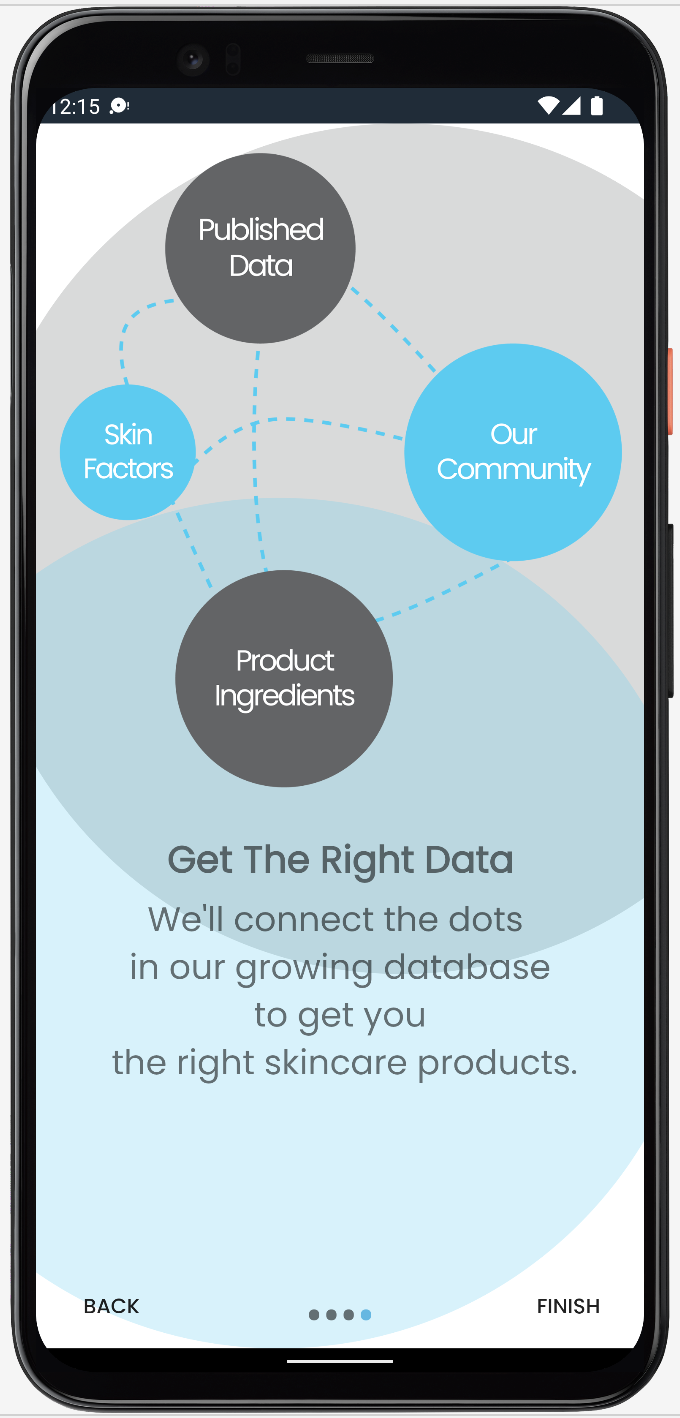 12:15
Published
Data
Skin
Factors
Our
Community
Product
Ingredients
Get The Right Data
We'll connect the dots
in our growing database
to get you
the right skincare products.
BACK
FINISH